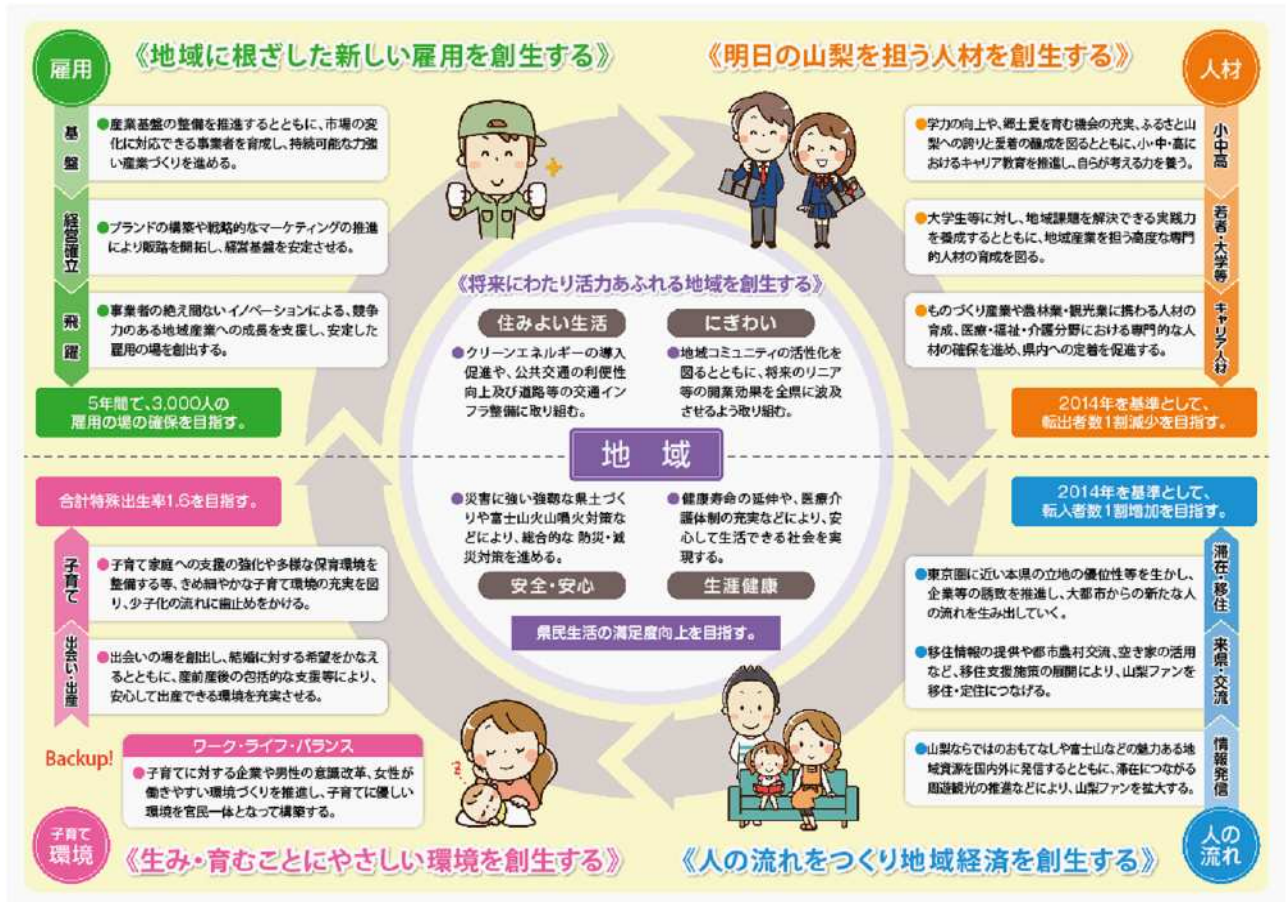 雇用
《地域に根ざした新しい雇用を創生する》
基盤
●産業基盤の整備を推進するとともに、市場の変
化に対応できる事業者を育成し、持続可能な力強
い産業づくりを進める。
経営確立
●ブランドの構築や戦略的なマーケティングの推進
により販路を開拓し、経営基盤を安定させる。
飛躍
●事業者の絶え間ないイノベーションによる、競争
力のある地域産業への成長を支援し、安定した
雇用の場を創出する。
5年間で、3,000人の
雇用の場の確保を目指す。
《明日の山梨を担う人材を創生する》
人材
小中高
●学力の向上や、郷土愛を育む機会の充実、ふるさと山
梨への誇りと愛着の醸成を図るとともに、小・中・高に
おけるキャリア教育を推進し、自らが考える力を養う。
若者・大学等
●大学生等に対し、地域課題を解決できる実践力
を養成するとともに、地域産業を担う高度な専門
的人材の育成を図る。
キャリア人材
●ものづくり産業や農林業・観光業に携わる人材の
育成、医療・福祉・介護分野における専門的な人
材の確保を進め、県内への定着を促進する。
2014年を基準として、
転出者数1割減少を目指す。
《将来にわたり活力あふれる地域を創生する》
住みよい生活
●クリーンエネルギーの導入
促進や、公共交通の利便性
向上及び道路等の交通イン
フラ整備に取り組む。
にぎわい
●地域コミュニティの活性化を
図るとともに、将来のリニア
等の開業効果を全県に波及
させるよう取り組む。
地域
●災害に強い強靱な県土づく
りや富士山火山噴火対策な
どにより、総合的な 防災・減
災対策を進める。
安全・安心
●健康寿命の延伸や、医療介
護体制の充実などにより、安
心して生活できる社会を実
現する。
生涯健康
県民生活の満足度向上を目指す。
合計特殊出生率1.6を目指す。
子育て
●子育て家庭への支援の強化や多様な保育環境を
整備する等、きめ細やかな子育て環境の充実を図
り、少子化の流れに歯止めをかける。
出会い・出産
●出会いの場を創出し、結婚に対する希望をかなえ
るとともに、産前産後の包括的な支援等により、
安心して出産できる環境を充実させる。
Backup!
ワーク・ライフ・バランス
●子育てに対する企業や男性の意識改革、女性が
働きやすい環境づくりを推進し、子育てに優しい
環境を官民一体となって構築する。
子育て
環境
《生み・育むことにやさしい環境を創生する》
2014年を基準として、
転入者数1割増加を目指す。
滞在・移住
●東京圏に近い本県の立地の優位性等を生かし、
企業等の誘致を推進し、大都市からの新たな人
の流れを生み出していく。
来県・交流
●移住情報の提供や都市農村交流、空き家の活用
など、移住支援施策の展開により、山梨ファンを
移住・定住につなげる。
情報発信
●山梨ならではのおもてなしや富士山などの魅力ある地
域資源を国内外に発信するとともに、滞在につながる
周遊観光の推進などにより、山梨ファンを拡大する。
《人の流れをつくり地域経済を創生する》
人の
流れ